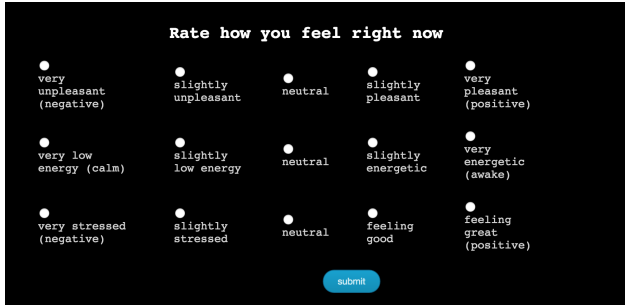 Rate how you feel right now
very
unpleasant
(negative)
slightly
unpleasant
neutral
slightly
pleasant
very
pleasant
(positive)
very low
energy (calm)
slightly
low energy
neutral
slightly
energetic
very
energetic
(awake)
very stressed
(negative)
slightly
stressed
neutral
feeling
good
feeling
great
(positive)
submit